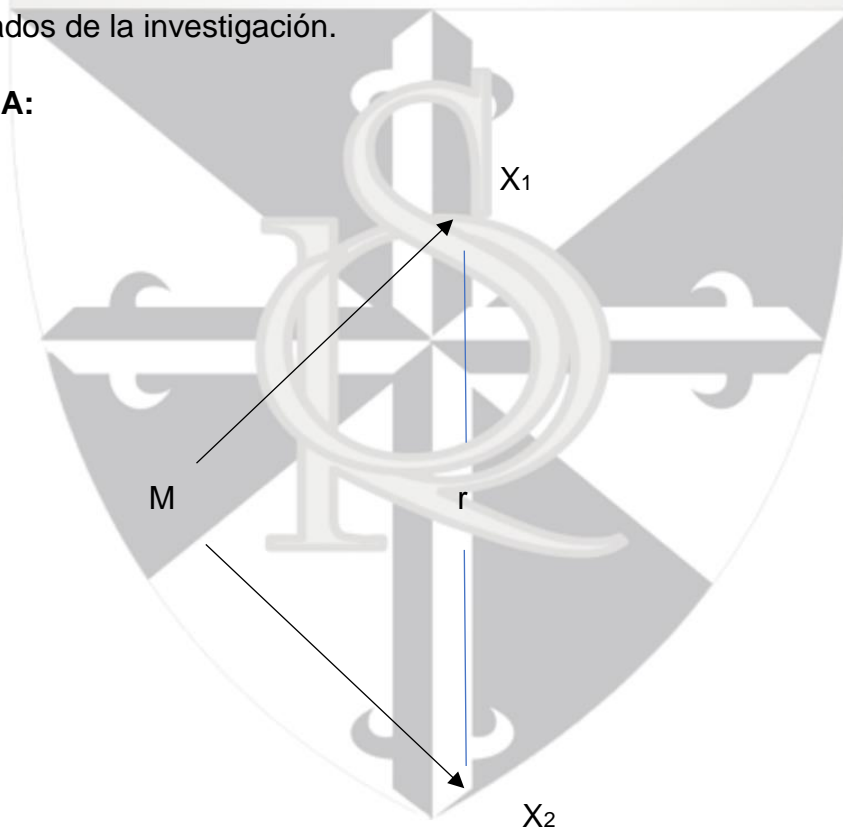 ados de la investigación.
A:
X₁
M r
X₂